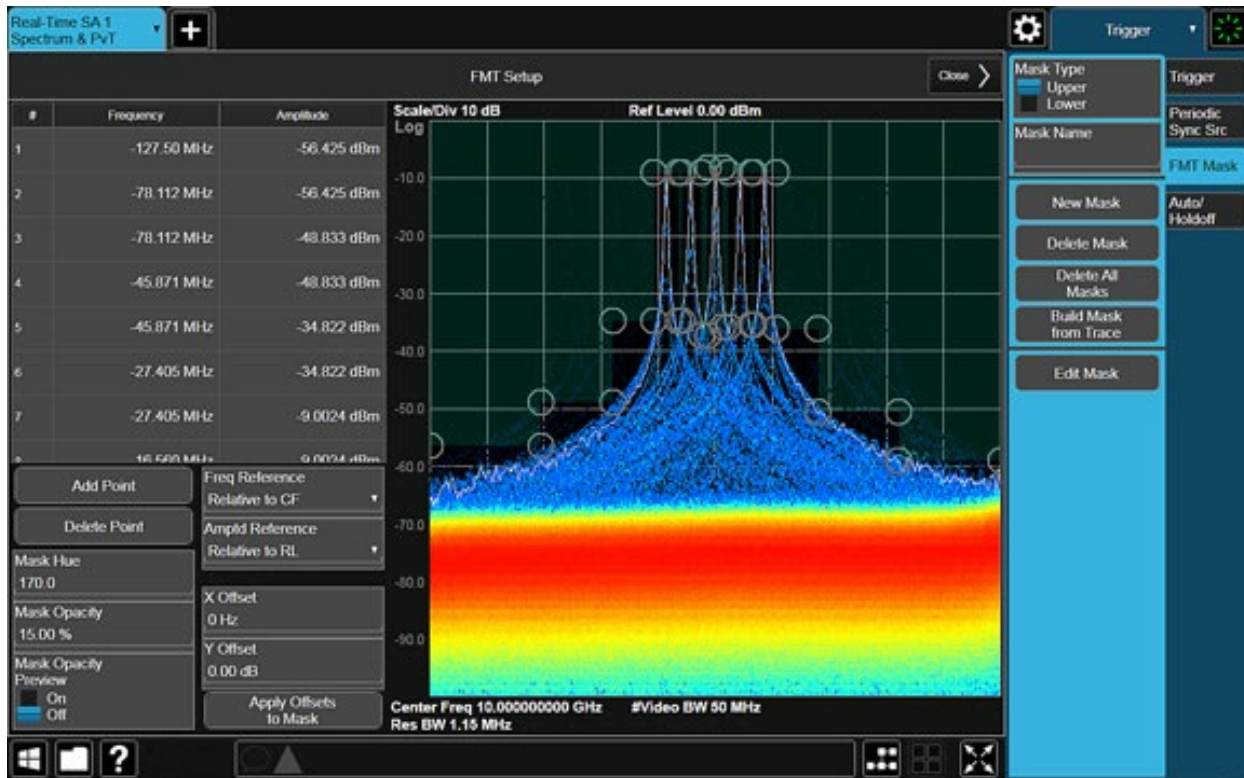 Real-Time SA 1
Spectrum & PvT
Trigger
FMT Setup
Close
# Frequency Amplitude
1 -127.50 MHz -56.425 dBm
2 -78.112 MHz -56.425 dBm
3 -78.112 MHz -48.833 dBm
4 -45.871 MHz -48.833 dBm
5 -45.871 MHz -34.822 dBm
6 -27.405 MHz -34.822 dBm
7 -27.405 MHz -9.0024 dBm
Add Point
Delete Point
Mask Hue
170.0
Mask Opacity
15.00 %
Mask Opacity
Preview
On
Off
Freq Reference
Relative to CF
Amptd Reference
Relative to RL
X Offset
0 Hz
Y Offset
0.00 dB
Apply Offsets
to Mask
Scale/Div 10 dB Ref Level 0.00 dBm
Log
-10.0
-20.0
-30.0
-40.0
-50.0
-60.0
-70.0
-80.0
-90.0
Center Freq 10.000000000 GHz #Video BW 50 MHz
Res BW 1.15 MHz
Mask Type
Upper
Lower
Mask Name
New Mask
Delete Mask
Delete All
Masks
Build Mask
from Trace
Edit Mask
Trigger
Periodic
Sync Src
FMT Mask
Auto/
Holdoff
?